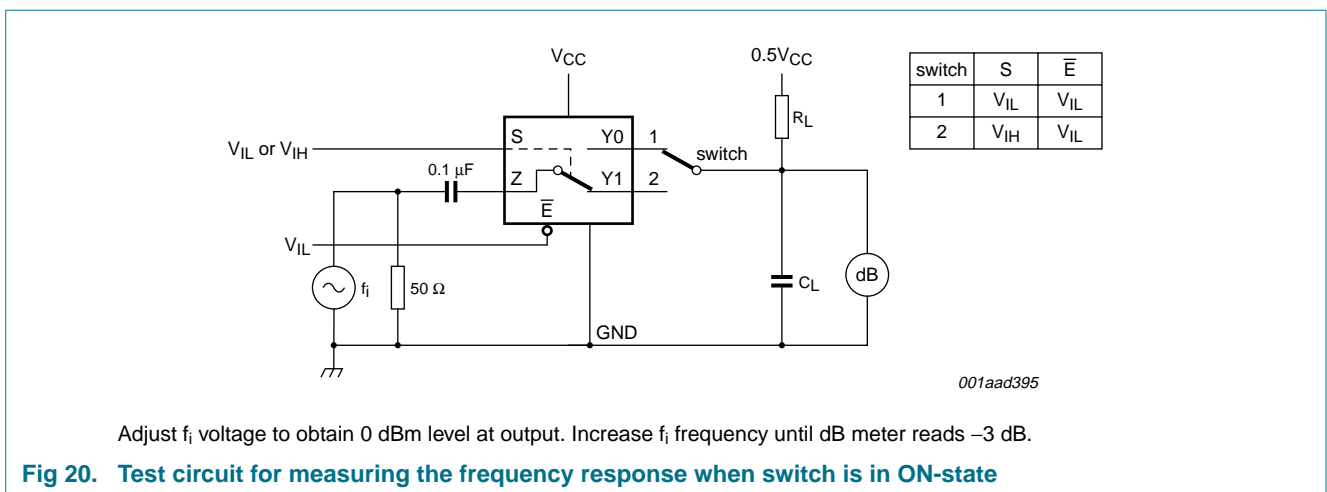 VCC
0.5VCC
switch S E̅
1 VIL VIL
2 VIH VIL
RL
S Y0 1
switch
VIL or VIH
0.1 μF
Z Y1 2
E̅
VIL
fi
50 Ω
CL
dB
GND
001aad395
Adjust fi voltage to obtain 0 dBm level at output. Increase fi frequency until dB meter reads −3 dB.
Fig 20. Test circuit for measuring the frequency response when switch is in ON-state